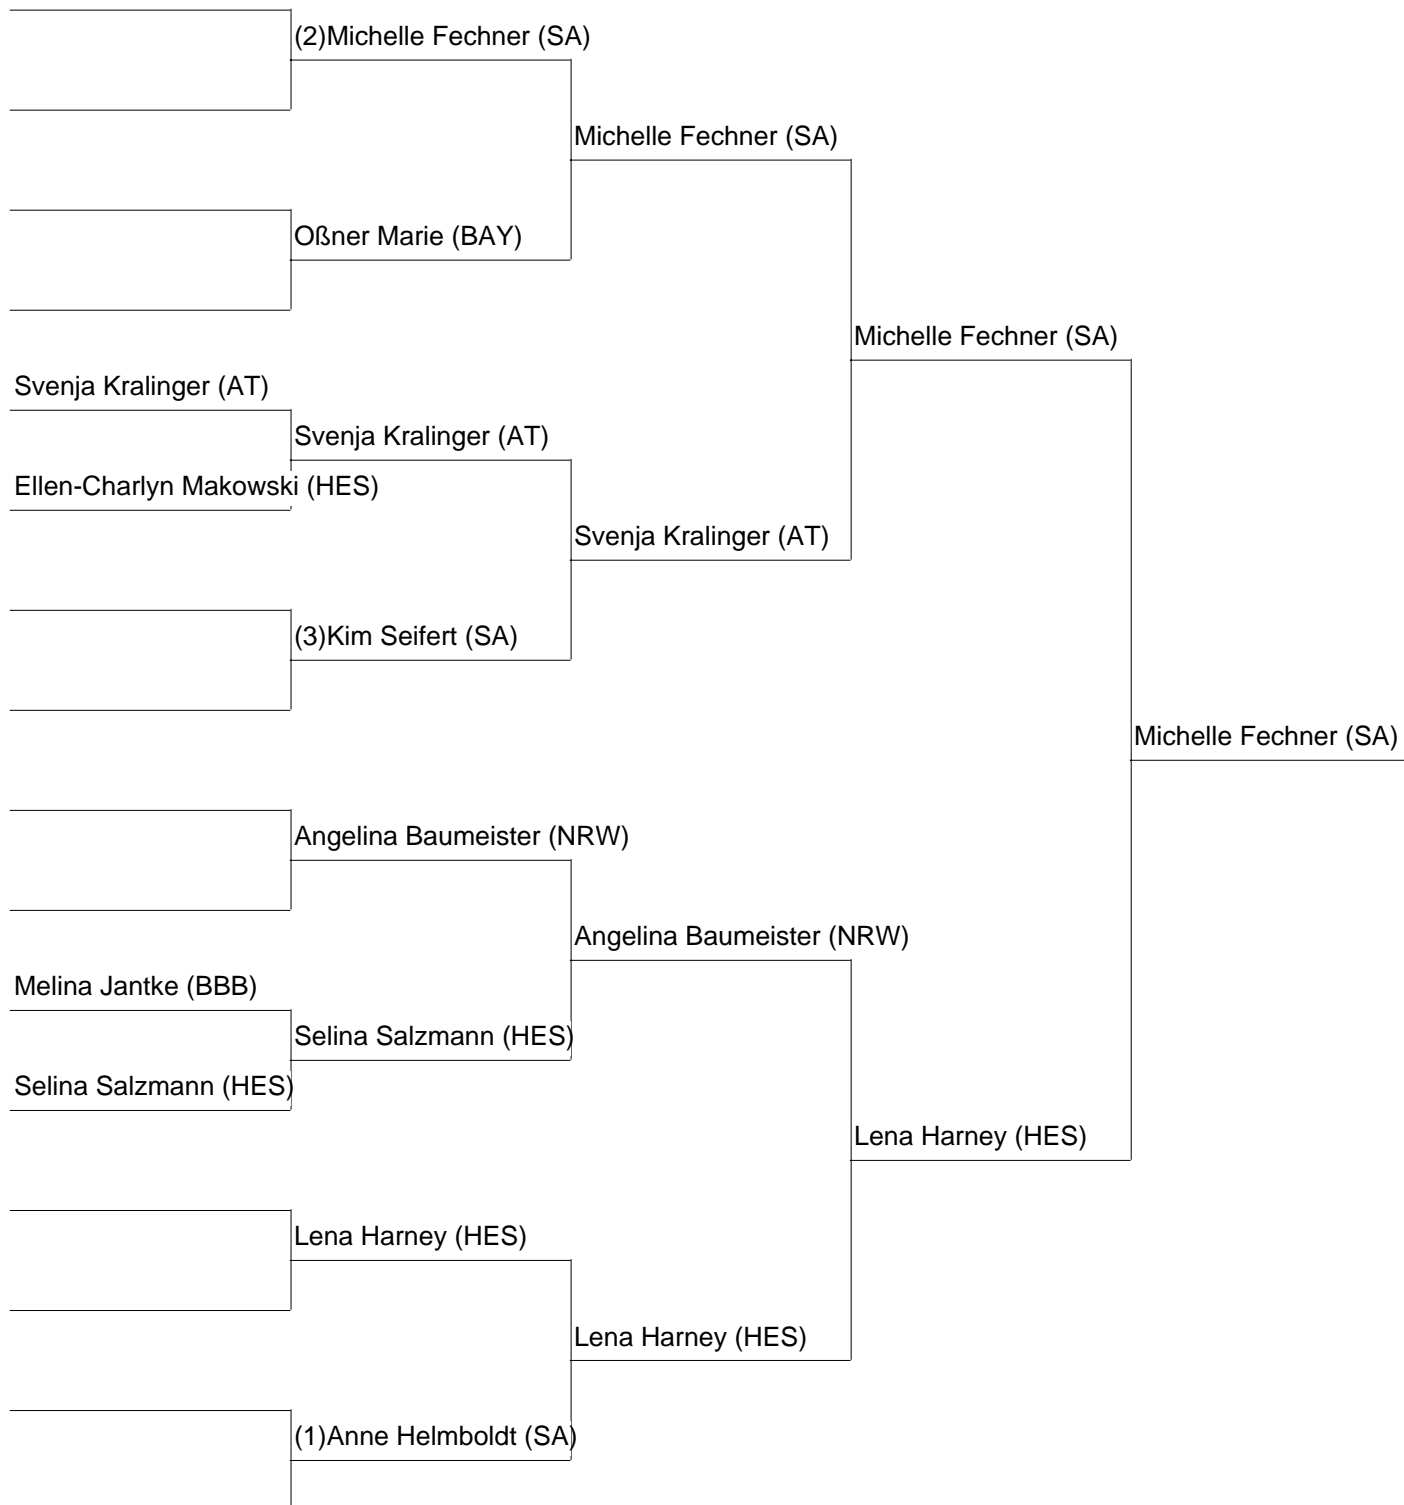 (2)Michelle Fechner (SA)
Michelle Fechner (SA)
Oßner Marie (BAY)
Michelle Fechner (SA)
Svenja Kralinger (AT)
Svenja Kralinger (AT)
Ellen-Charlyn Makowski (HES)
Svenja Kralinger (AT)
(3)Kim Seifert (SA)
Michelle Fechner (SA)
Angelina Baumeister (NRW)
Angelina Baumeister (NRW)
Melina Jantke (BBB)
Selina Salzmann (HES)
Selina Salzmann (HES)
Lena Harney (HES)
Lena Harney (HES)
Lena Harney (HES)
(1)Anne Helmboldt (SA)